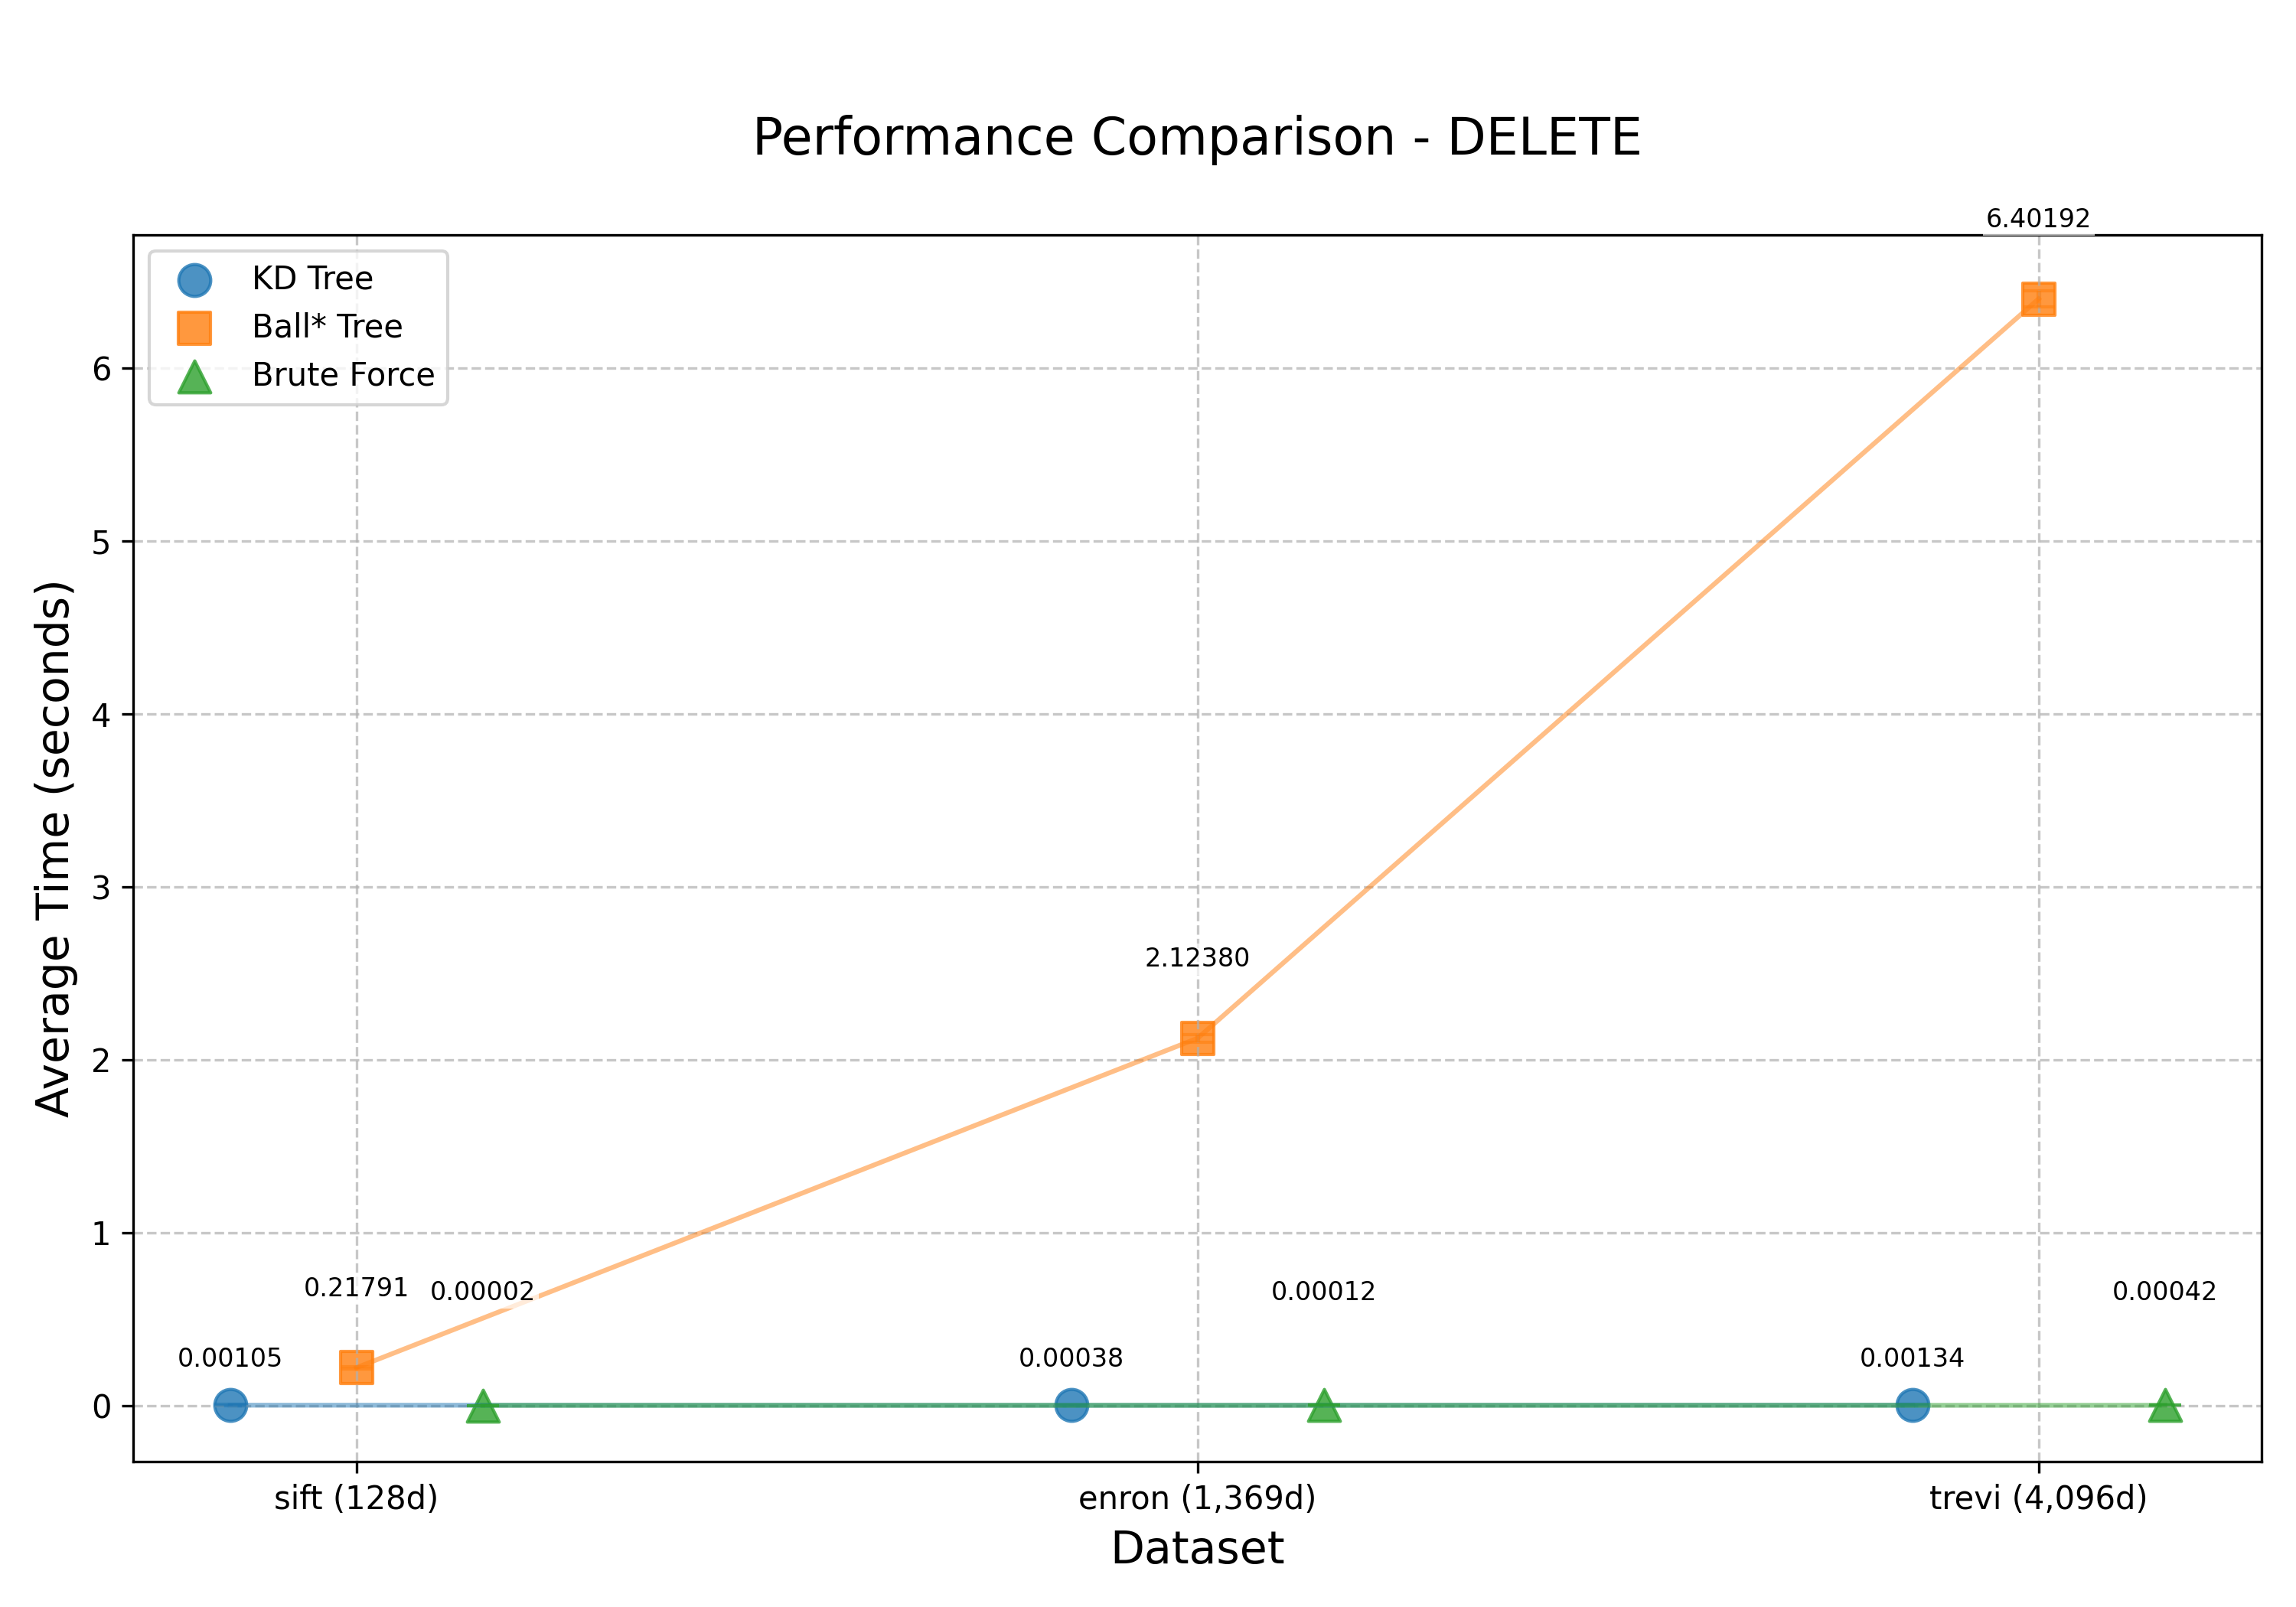 Performance Comparison - DELETE
6.40192
KD Tree
Ball* Tree
Brute Force
6
5
4
3
2
1
0
Average Time (seconds)
2.12380
0.21791
0.00002
0.00012
0.00042
0.00105
0.00038
0.00134
sift (128d)
enron (1,369d)
trevi (4,096d)
Dataset